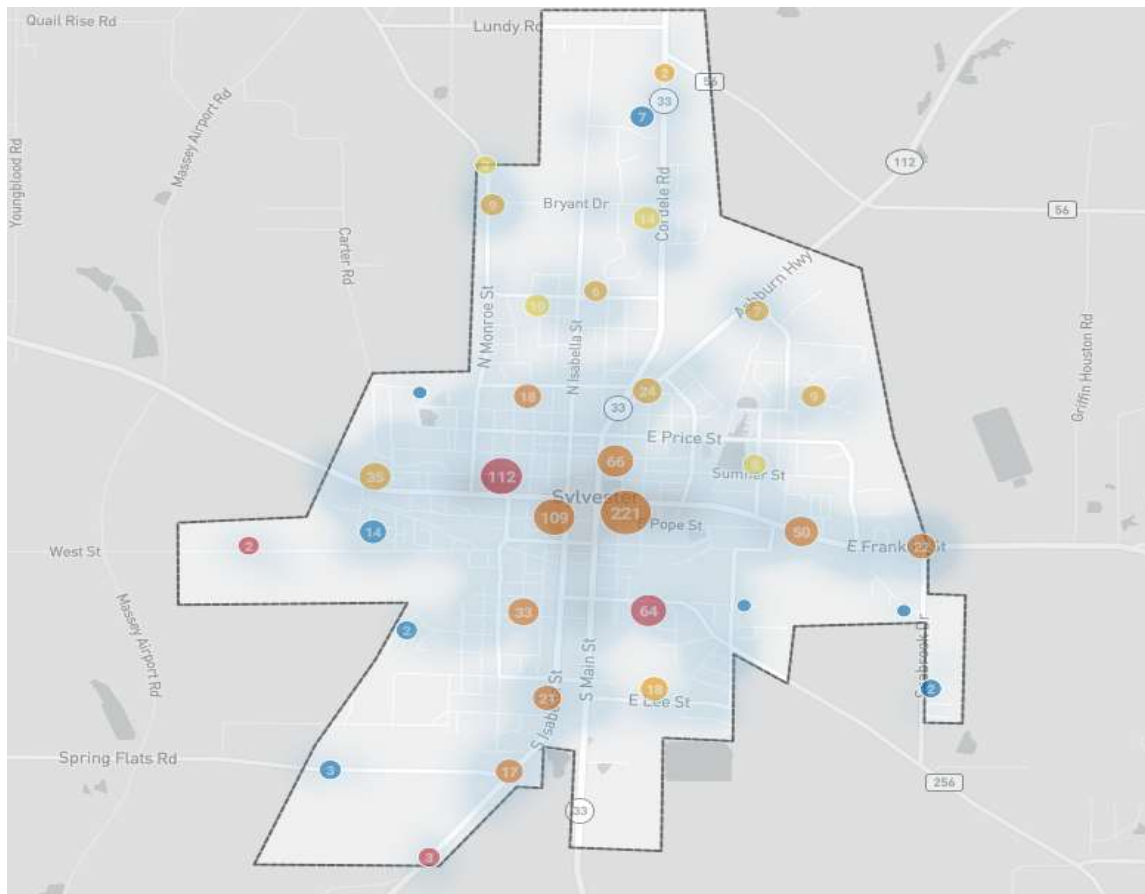 Quail Rise Rd
Lundy Rd
2
56
33
7
Massey Airport Rd
Youngblood Rd
112
9
Bryant Dr
14
Cordele Rd
56
Carter Rd
6
10
Ashburn Hwy
7
N Monroe St
N Isabella St
Griffin Houston Rd
18
24
9
33
E Price St
66
35
112
Sumner St
Sylvester
109
221
E Pope St
50
14
West St
2
E Franklin St
22
33
64
2
Massey Airport Rd
Seabrook Dr
S Main St
18
2
21
E Lee St
S Isabella St
Spring Flats Rd
3
17
256
33
3